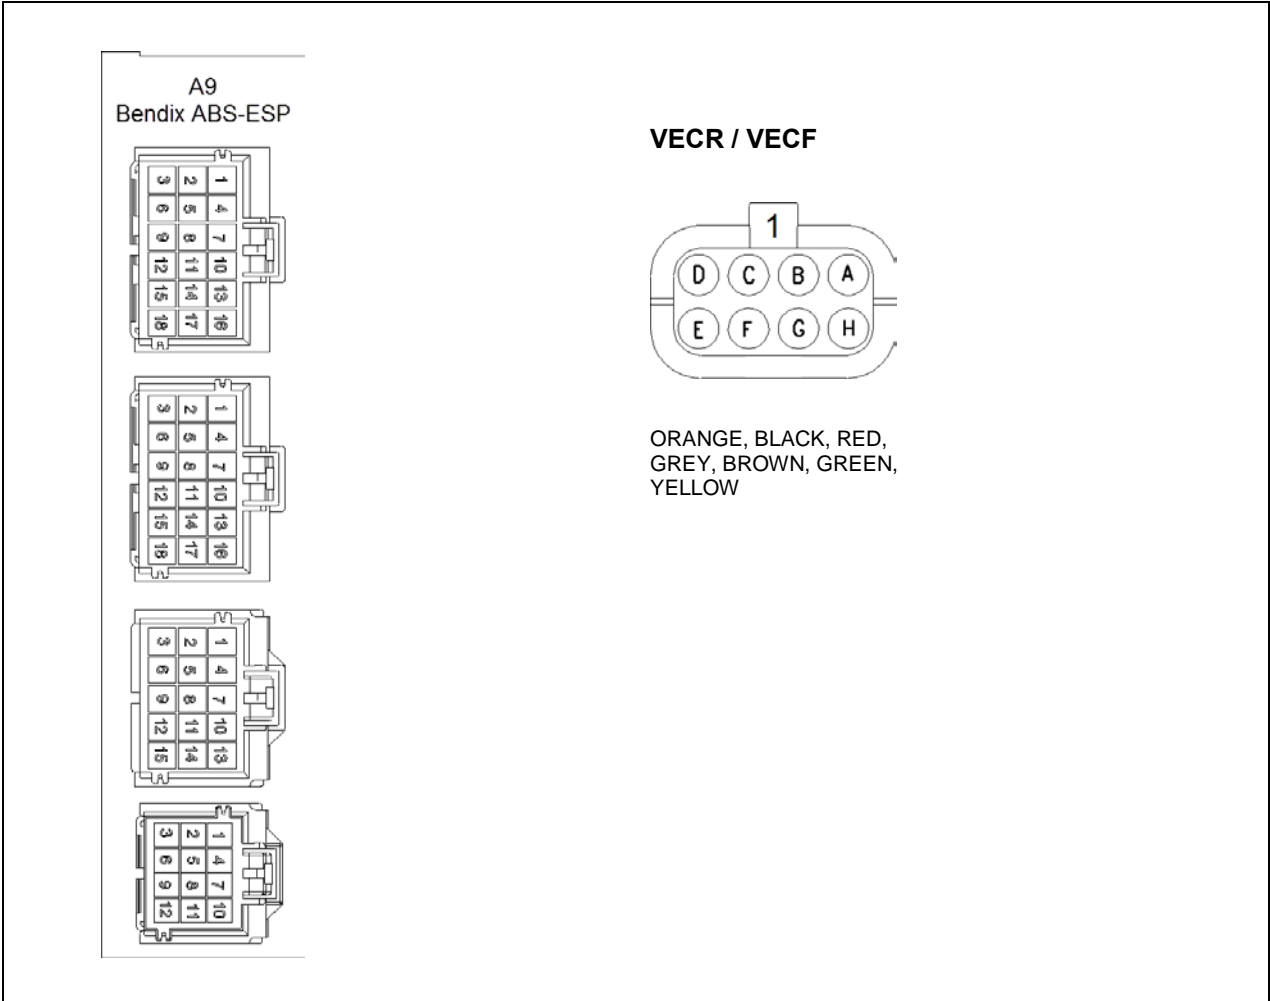 A9
Bendix ABS-ESP
3 2 1
6 5 4
9 8 7
12 11 10
15 14 13
18 17 16
3 2 1
6 5 4
9 8 7
12 11 10
15 14 13
18 17 16
3 2 1
6 5 4
9 8 7
12 11 10
15 14 13
3 2 1
6 5 4
9 8 7
12 11 10
VECR / VECF
1
D C B A
E F G H
ORANGE, BLACK, RED,
GREY, BROWN, GREEN,
YELLOW